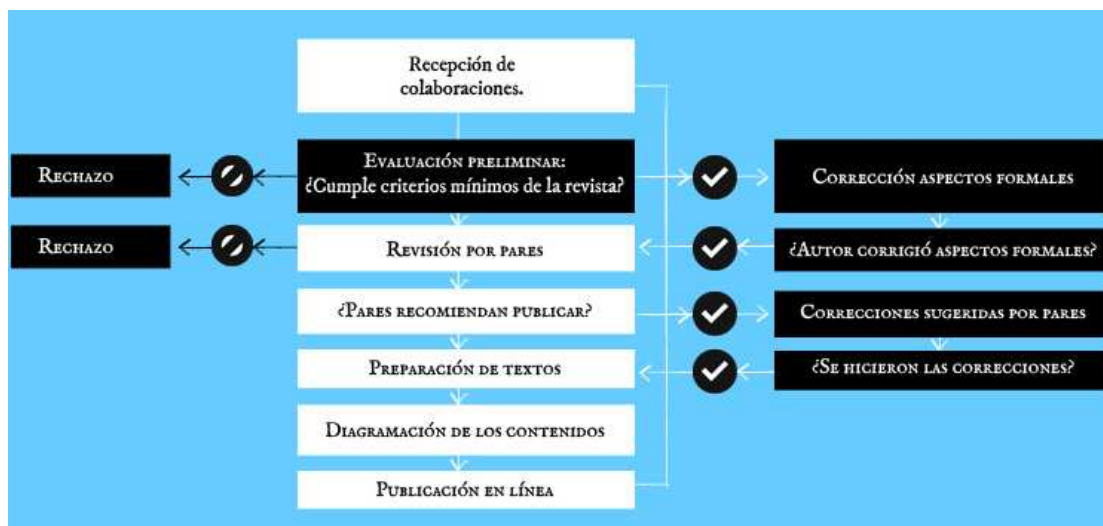 Recepción de
colaboraciones.
Rechazo
Evaluación preliminar:
¿Cumple criterios mínimos de la revista?
Corrección aspectos formales
Rechazo
Revisión por pares
¿Autor corrigió aspectos formales?
¿Pares recomiendan publicar?
Correcciones sugeridas por pares
Preparación de textos
¿Se hicieron las correcciones?
Diagramación de los contenidos
Publicación en línea